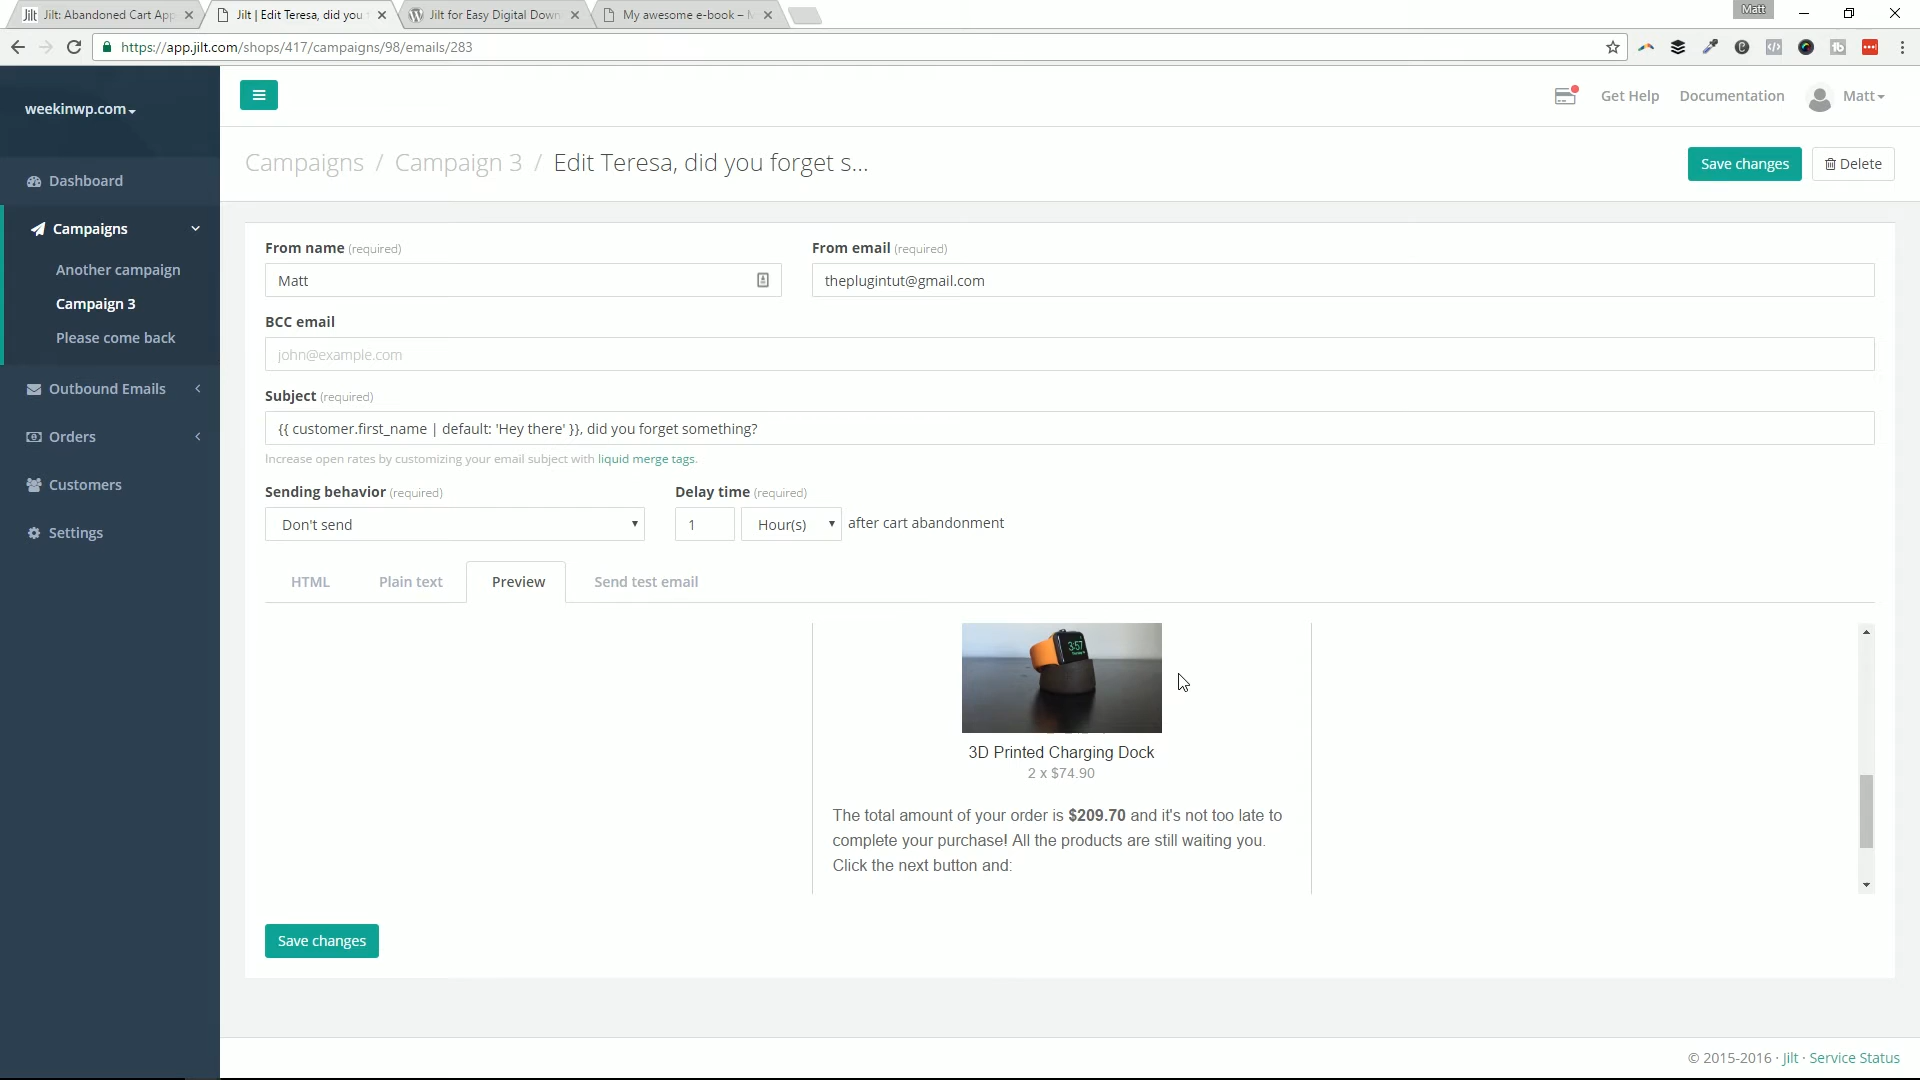 Jilt: Abandoned Cart App
Jilt | Edit Teresa, did you f
Jilt for Easy Digital Down
My awesome e-book – M
Matt
https://app.jilt.com/shops/417/campaigns/98/emails/283
weekinwp.com
Get Help
Documentation
Matt
Campaigns / Campaign 3 / Edit Teresa, did you forget s...
Save changes
Delete
Dashboard
Campaigns
Another campaign
Campaign 3
Please come back
Outbound Emails
Orders
Customers
Settings
From name (required)
From email (required)
Matt
theplugintut@gmail.com
BCC email
john@example.com
Subject (required)
{{ customer.first_name | default: 'Hey there' }}, did you forget something?
Increase open rates by customizing your email subject with liquid merge tags.
Sending behavior (required)
Delay time (required)
Don't send
1
Hour(s)
after cart abandonment
HTML
Plain text
Preview
Send test email
3:57
3D Printed Charging Dock
2 x $74.90
The total amount of your order is $209.70 and it's not too late to
complete your purchase! All the products are still waiting you.
Click the next button and:
Save changes
© 2015-2016 · Jilt · Service Status